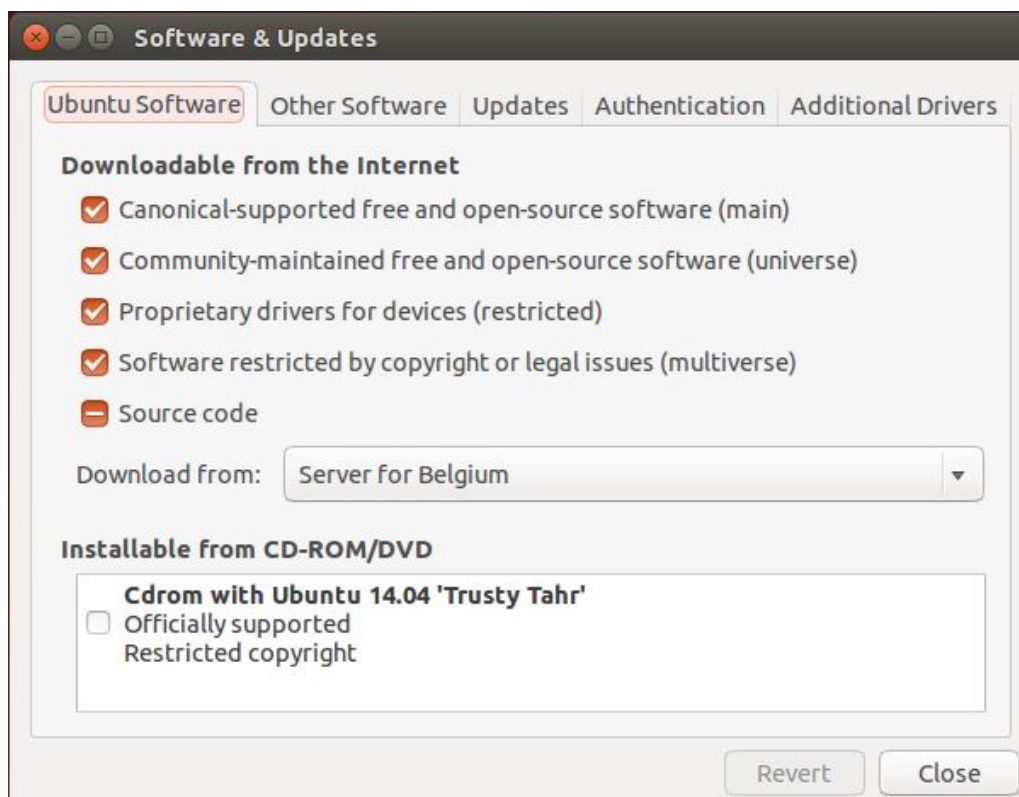 Software & Updates
Ubuntu Software Other Software Updates Authentication Additional Drivers
Downloadable from the Internet
Canonical-supported free and open-source software (main)
Community-maintained free and open-source software (universe)
Proprietary drivers for devices (restricted)
Software restricted by copyright or legal issues (multiverse)
Source code
Download from: Server for Belgium
Installable from CD-ROM/DVD
Cdrom with Ubuntu 14.04 'Trusty Tahr'
Officially supported
Restricted copyright
Revert Close